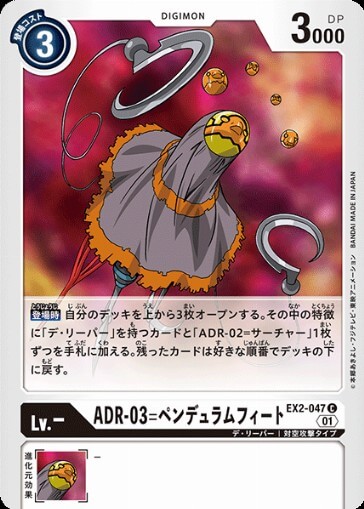 登場コスト
3
DIGIMON
3000
DP
BANDAI MADE IN JAPAN
©本郷あきよし・フジテレビ・東映アニメーション
登場時 自分のデッキを上から3枚オープンする。その中の特徴
に「デ・リーパー」を持つカードと「ADR-02=サーチャー」1枚
ずつを手札に加える。残ったカードは好きな順番でデッキの下
に戻す。
Lv.ー
ADR-03=ペンデュラムフィート
EX2-047 C
01
デ・リーパー | 対空攻撃タイプ
進化元効果
ー